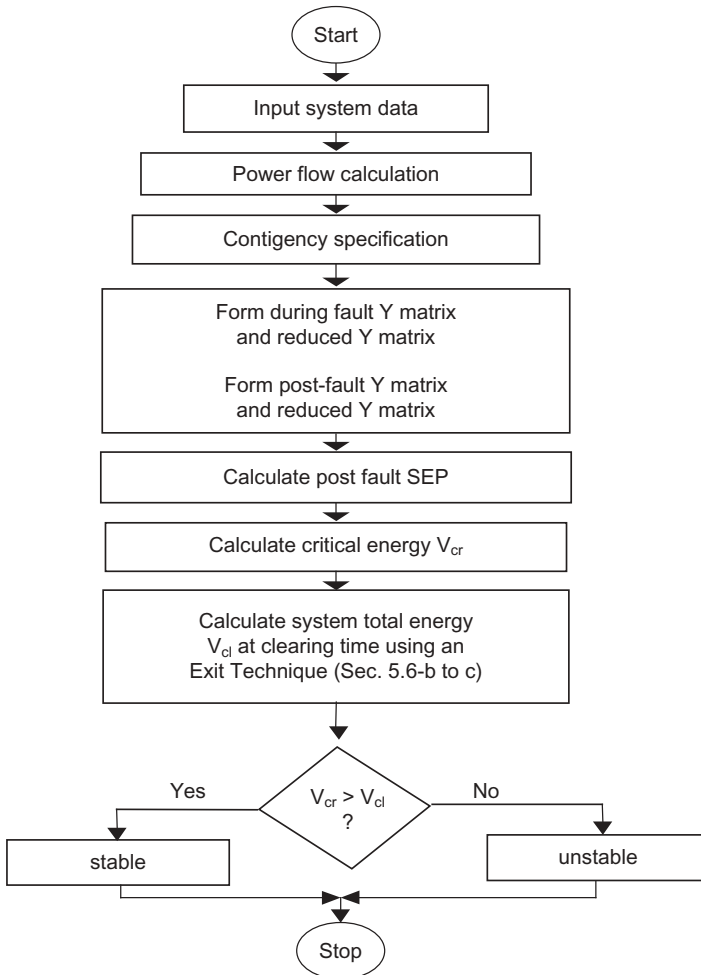 Start
Input system data
Power flow calculation
Contigency specification
Form during fault Y matrix
and reduced Y matrix
Form post-fault Y matrix
and reduced Y matrix
Calculate post fault SEP
Calculate critical energy Vcr
Calculate system total energy
Vcl at clearing time using an
Exit Technique (Sec. 5.6-b to c)
Yes
Vcr > Vcl
?
No
stable
unstable
Stop